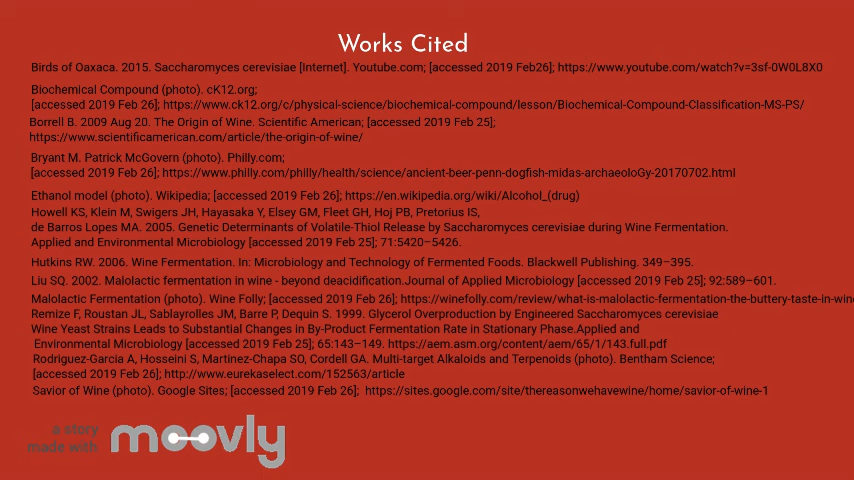 Works Cited
Birds of Oaxaca. 2015. Saccharomyces cerevisiae [Internet]. Youtube.com; [accessed 2019 Feb26]; https://www.youtube.com/watch?v=3sf-0W0L8X0
Biochemical Compound (photo). cK12.org;
[accessed 2019 Feb 26]; https://www.ck12.org/c/physical-science/biochemical-compound/lesson/Biochemical-Compound-Classification-MS-PS/
Borrell B. 2009 Aug 20. The Origin of Wine. Scientific American; [accessed 2019 Feb 25];
https://www.scientificamerican.com/article/the-origin-of-wine/
Bryant M. Patrick McGovern (photo). Philly.com;
[accessed 2019 Feb 26]; https://www.philly.com/philly/health/science/ancient-beer-penn-dogfish-midas-archaeoloGy-20170702.html
Ethanol model (photo). Wikipedia; [accessed 2019 Feb 26]; https://en.wikipedia.org/wiki/Alcohol_(drug)
Howell KS, Klein M, Swigers JH, Hayasaka Y, Elsey GM, Fleet GH, Hoj PB, Pretorius IS,
de Barros Lopes MA. 2005. Genetic Determinants of Volatile-Thiol Release by Saccharomyces cerevisiae during Wine Fermentation.
Applied and Environmental Microbiology [accessed 2019 Feb 25]; 71:5420–5426.
Hutkins RW. 2006. Wine Fermentation. In: Microbiology and Technology of Fermented Foods. Blackwell Publishing. 349–395.
Liu SQ. 2002. Malolactic fermentation in wine - beyond deacidification.Journal of Applied Microbiology [accessed 2019 Feb 25]; 92:589–601.
Malolactic Fermentation (photo). Wine Folly; [accessed 2019 Feb 26]; https://winefolly.com/review/what-is-malolactic-fermentation-the-buttery-taste-in-wine
Remize F, Roustan JL, Sablayrolles JM, Barre P, Dequin S. 1999. Glycerol Overproduction by Engineered Saccharomyces cerevisiae
Wine Yeast Strains Leads to Substantial Changes in By-Product Fermentation Rate in Stationary Phase.Applied and
Environmental Microbiology [accessed 2019 Feb 25]; 65:143–149. https://aem.asm.org/content/aem/65/1/143.full.pdf
Rodriguez-Garcia A, Hosseini S, Martinez-Chapa SO, Cordell GA. Multi-target Alkaloids and Terpenoids (photo). Bentham Science;
[accessed 2019 Feb 26]; http://www.eurekaselect.com/152563/article
Savior of Wine (photo). Google Sites; [accessed 2019 Feb 26]; https://sites.google.com/site/thereasonwehavewine/home/savior-of-wine-1
a story
made with
moovly